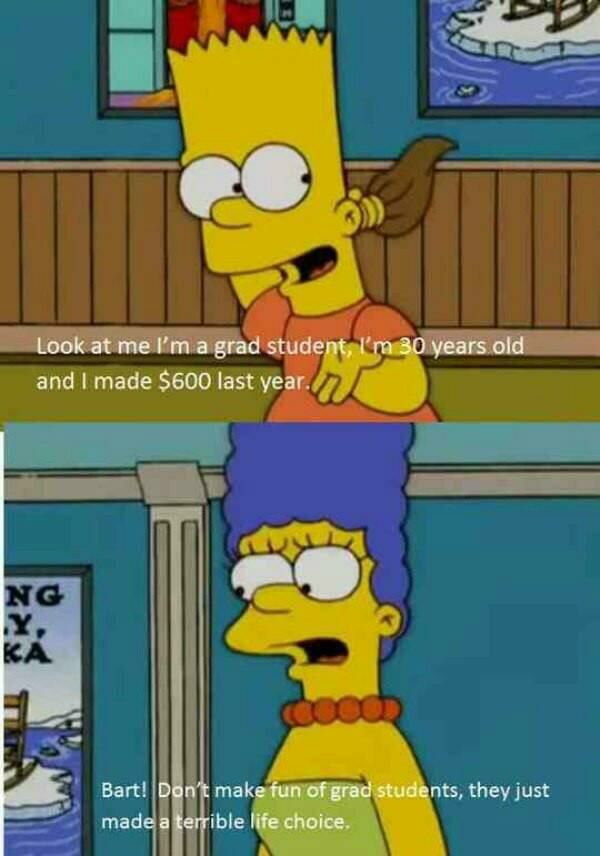 Look at me I'm a grad student, I'm 30 years old
and I made $600 last year.
NG
Y,
KA
Bart! Don't make fun of grad students, they just
made a terrible life choice.